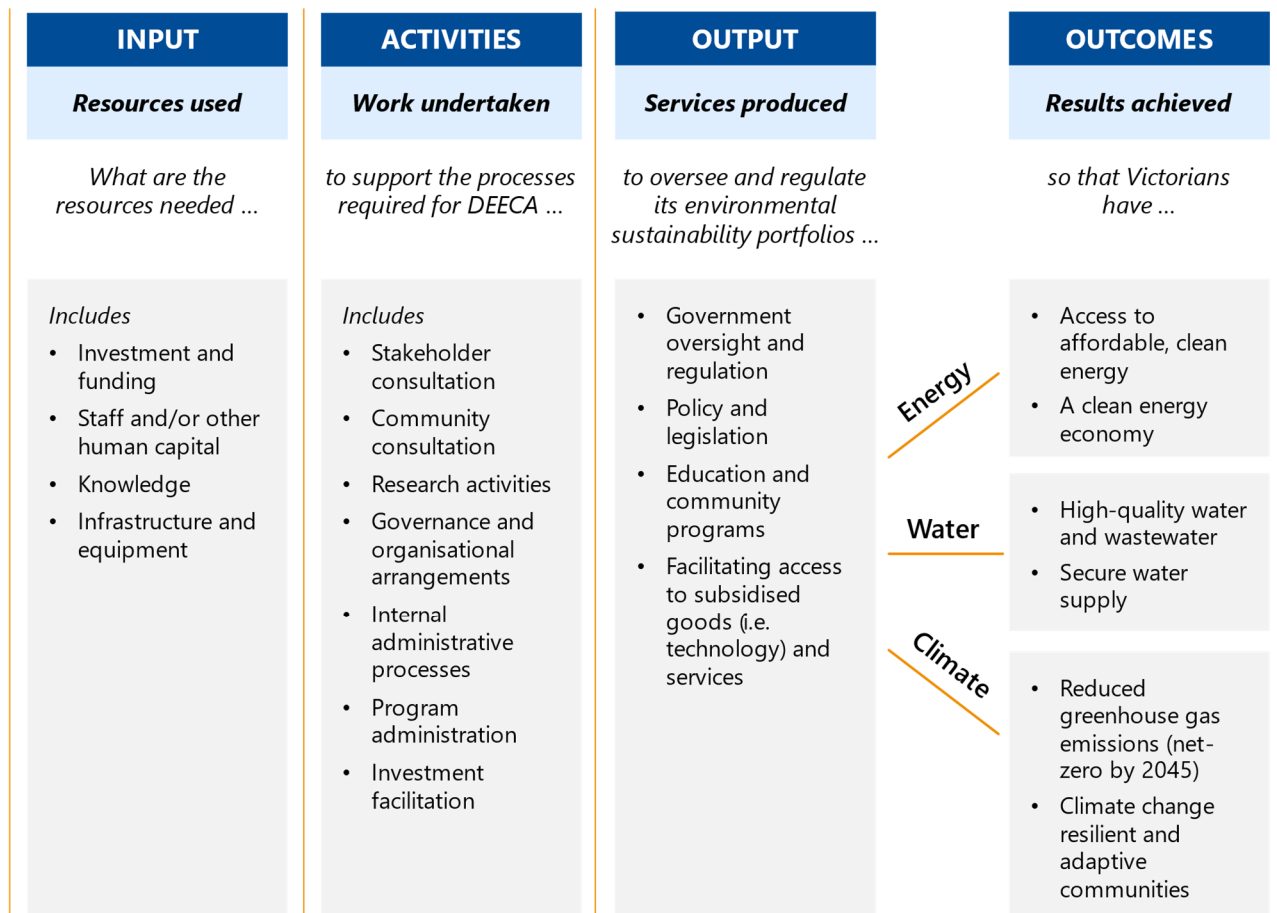 INPUT
Resources used
What are the
resources needed ...
Includes
• Investment and
funding
• Staff and/or other
human capital
• Knowledge
• Infrastructure and
equipment
ACTIVITIES
Work undertaken
to support the processes
required for DEECA ...
Includes
• Stakeholder
consultation
• Community
consultation
• Research activities
• Governance and
organisational
arrangements
• Internal
administrative
processes
• Program
administration
• Investment
facilitation
OUTPUT
Services produced
to oversee and regulate
its environmental
sustainability portfolios ...
• Government
oversight and
regulation
• Policy and
legislation
• Education and
community
programs
• Facilitating access
to subsidised
goods (i.e.
technology) and
services
Energy
Water
Climate
OUTCOMES
Results achieved
so that Victorians
have ...
• Access to
affordable, clean
energy
• A clean energy
economy
• High-quality water
and wastewater
• Secure water
supply
• Reduced
greenhouse gas
emissions (net-
zero by 2045)
• Climate change
resilient and
adaptive
communities